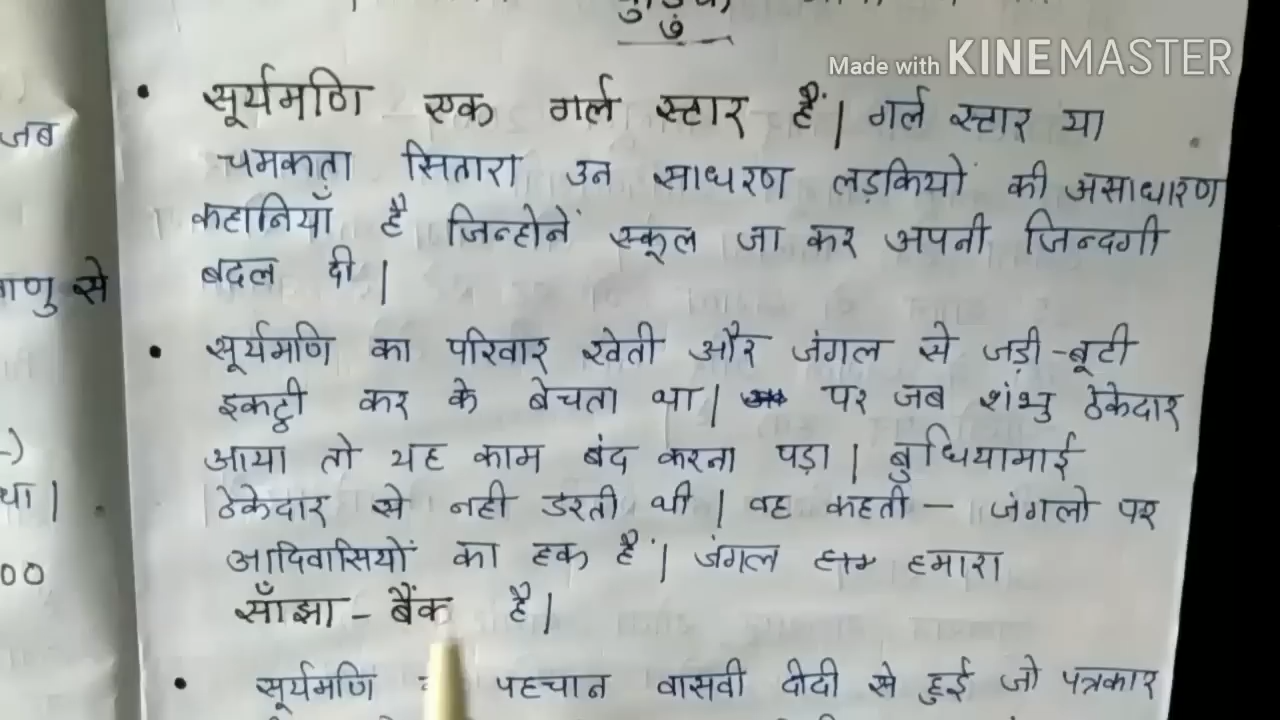 Made with KINEMASTER
• सूर्यमणि एक गर्ल स्टार हैं। गर्ल स्टार या
जब
चमकता सितारा उन साधरण लड़कियों की असाधारण
कहानियाँ है जिन्होनें स्कूल जा कर अपनी जिन्दगी
बदल दी।
से
• सूर्यमणि का परिवार खेती और जंगल से जड़ी-बूटी
इकट्ठी कर के बेचता था। पर जब शंभु ठेकेदार
आया तो यह काम बंद करना पड़ा। बुधियामाई
था।
ठेकेदार से नही डरती थी। वह कहती - जंगलो पर
आदिवासियों का हक हैं। जंगल हमारा
00
साँझा - बैंक है।
• सूर्यमणि पहचान वासवी दीदी से हुई जो पत्रकार